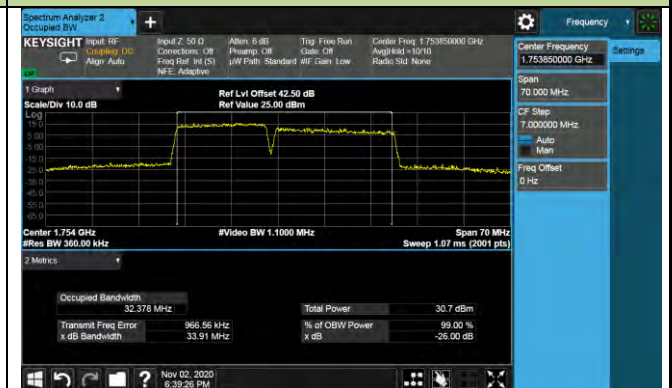 Spectrum Analyzer 2
Occupied BW
+
Frequency
KEYSIGHT Input: RF
Coupling: DC
Align: Auto
Input Z: 50 Ω
Corrections: Off
Freq Ref: Int (S)
NFE: Adaptive
Atten: 6 dB
Preamp: Off
µW Path: Standard
Trig: Free Run
Gate: Off
#IF Gain: Low
Center Freq: 1.753850000 GHz
Avg|Hold:>10/10
Radio Std: None
Center Frequency
1.753850000 GHz
Settings
Span
70.000 MHz
CF Step
7.000000 MHz
Auto
Man
Freq Offset
0 Hz
1 Graph
Scale/Div 10.0 dB
Ref Lvl Offset 42.50 dB
Ref Value 25.00 dBm
Log
15.0
5.00
-5.00
-15.0
-25.0
-35.0
-45.0
-55.0
-65.0
Center 1.754 GHz
#Res BW 360.00 kHz
#Video BW 1.1000 MHz
Span 70 MHz
Sweep 1.07 ms (2001 pts)
2 Metrics
Occupied Bandwidth
32.378 MHz
Total Power 30.7 dBm
Transmit Freq Error 966.56 kHz
% of OBW Power 99.00 %
x dB Bandwidth 33.91 MHz
x dB -26.00 dB
?
Nov 02, 2020
6:39:26 PM